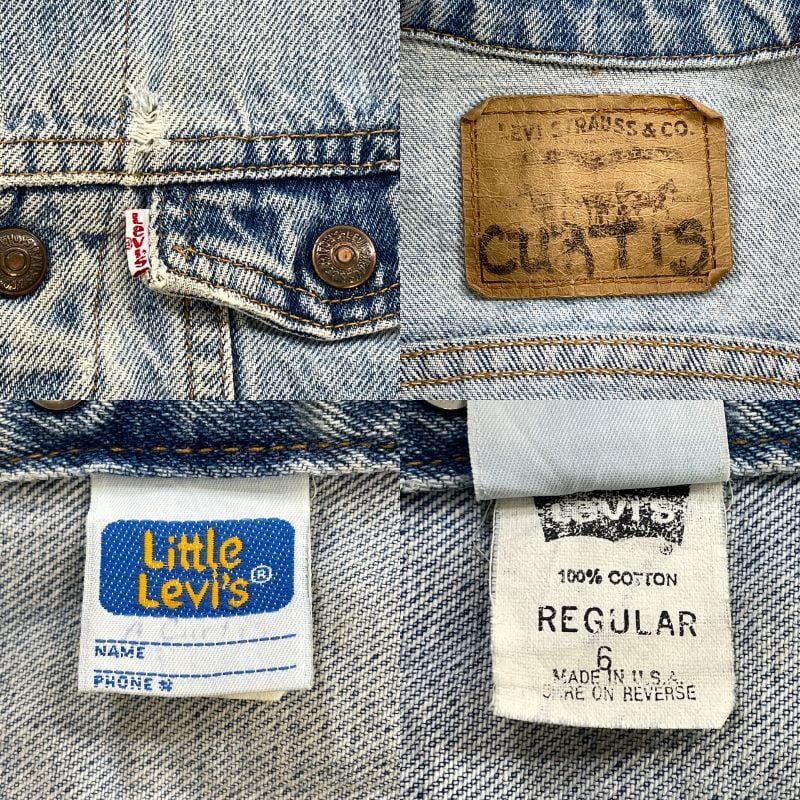 Levi's
®
LEVI STRAUSS & CO.
CURTIS
Little
Levi's®
NAME
PHONE #
LEVI'S
®
100% COTTON
REGULAR
6
MADE IN U.S.A.
CARE ON REVERSE